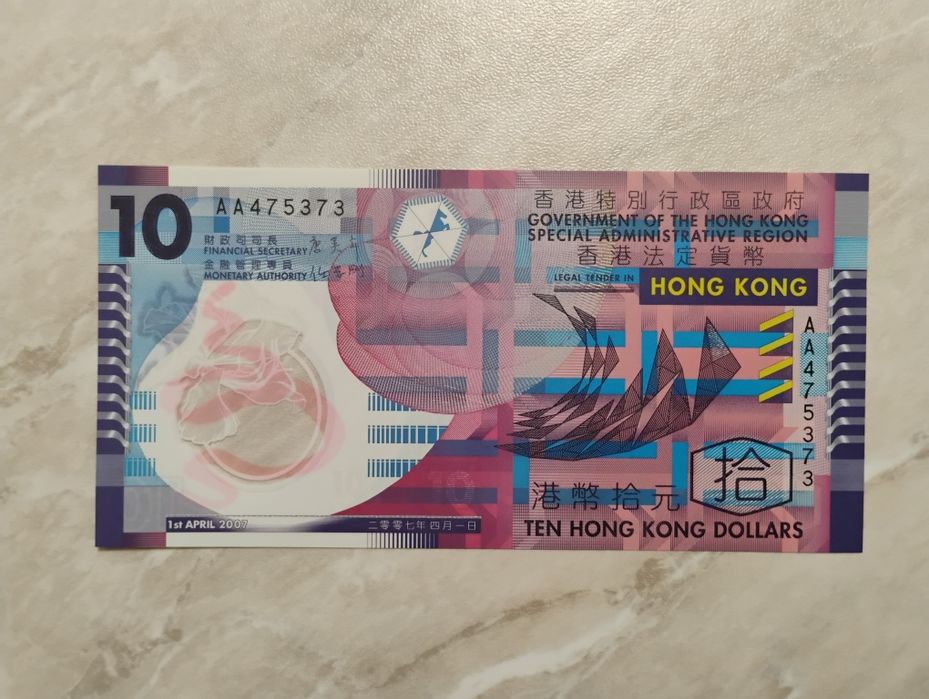 10
AA475373
財政司司長
FINANCIAL SECRETARY
金融管理專員
MONETARY AUTHORITY
香港特別行政區政府
GOVERNMENT OF THE HONG KONG
SPECIAL ADMINISTRATIVE REGION
香港法定貨幣
LEGAL TENDER IN
HONG KONG
AA475373
10
港幣拾元
拾
TEN HONG KONG DOLLARS
1st APRIL 2007
二零零七年四月一日